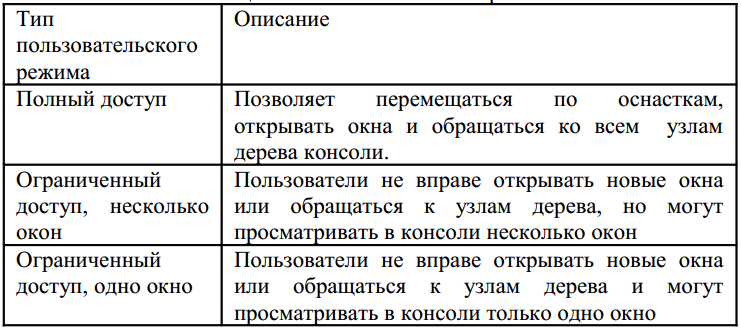 Тип Описание
пользовательского
режима
Полный доступ Позволяет перемещаться по оснасткам,
открывать окна и обращаться ко всем узлам
дерева консоли.
Ограниченный Пользователи не вправе открывать новые окна
доступ, несколько или обращаться к узлам дерева, но могут
окон просматривать в консоли несколько окон
Ограниченный Пользователи не вправе открывать новые окна
доступ, одно окно или обращаться к узлам дерева и могут
просматривать в консоли только одно окно